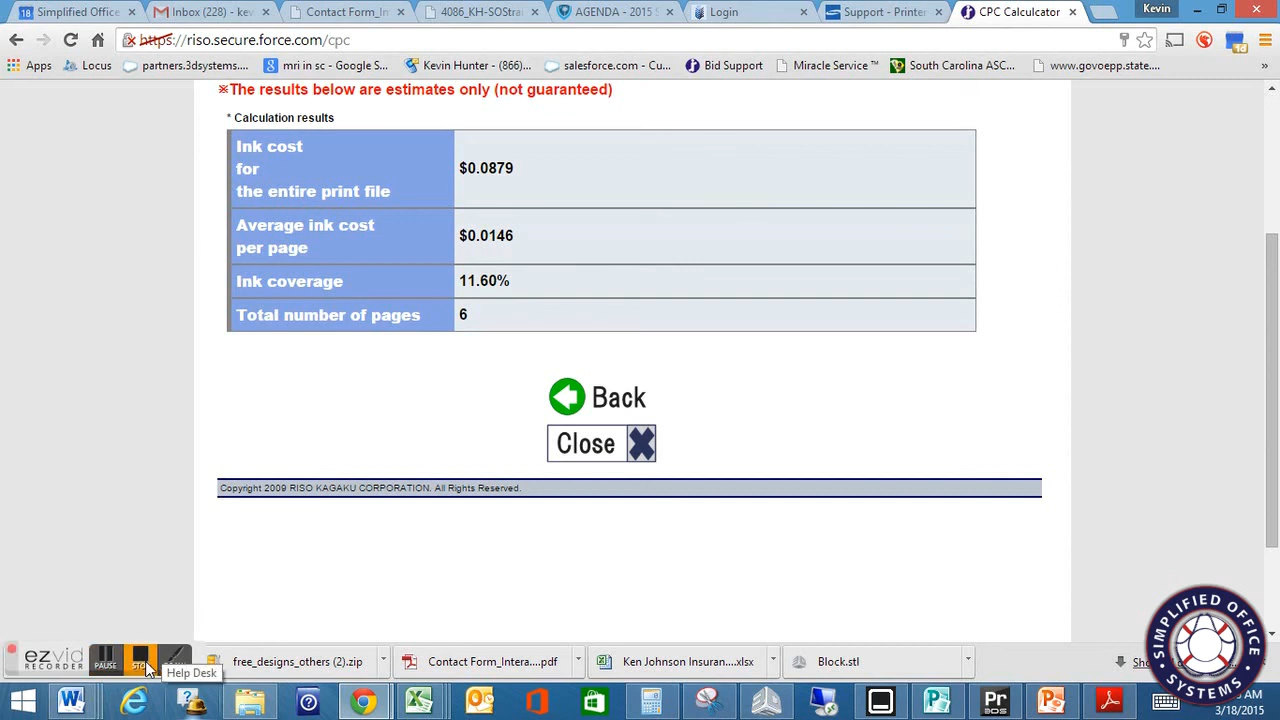 Simplified Office
Inbox (228) - kev
Contact Form_In
4086_KH-SOStra
AGENDA - 2015 S
Login
Support - Printer
CPC Calculcator
Kevin
https://riso.secure.force.com/cpc
Apps
Locus
partners.3dsystems...
mri in sc - Google S...
Kevin Hunter - (866)...
salesforce.com - Cu...
Bid Support
Miracle Service ™
South Carolina ASC...
www.govoepp.state....
»
※The results below are estimates only (not guaranteed)
* Calculation results
Ink cost
for
the entire print file
$0.0879
Average ink cost
per page
$0.0146
Ink coverage
11.60%
Total number of pages
6
Back
Close
Copyright 2009 RISO KAGAKU CORPORATION. All Rights Reserved.
ezvid
RECORDER
PAUSE
STOP
Help Desk
free_designs_others (2).zip
Contact Form_Intera....pdf
Ken Johnson Insuran....xlsx
Block.stl
SIMPLIFIED OFFICE
SYSTEMS
3/18/2015